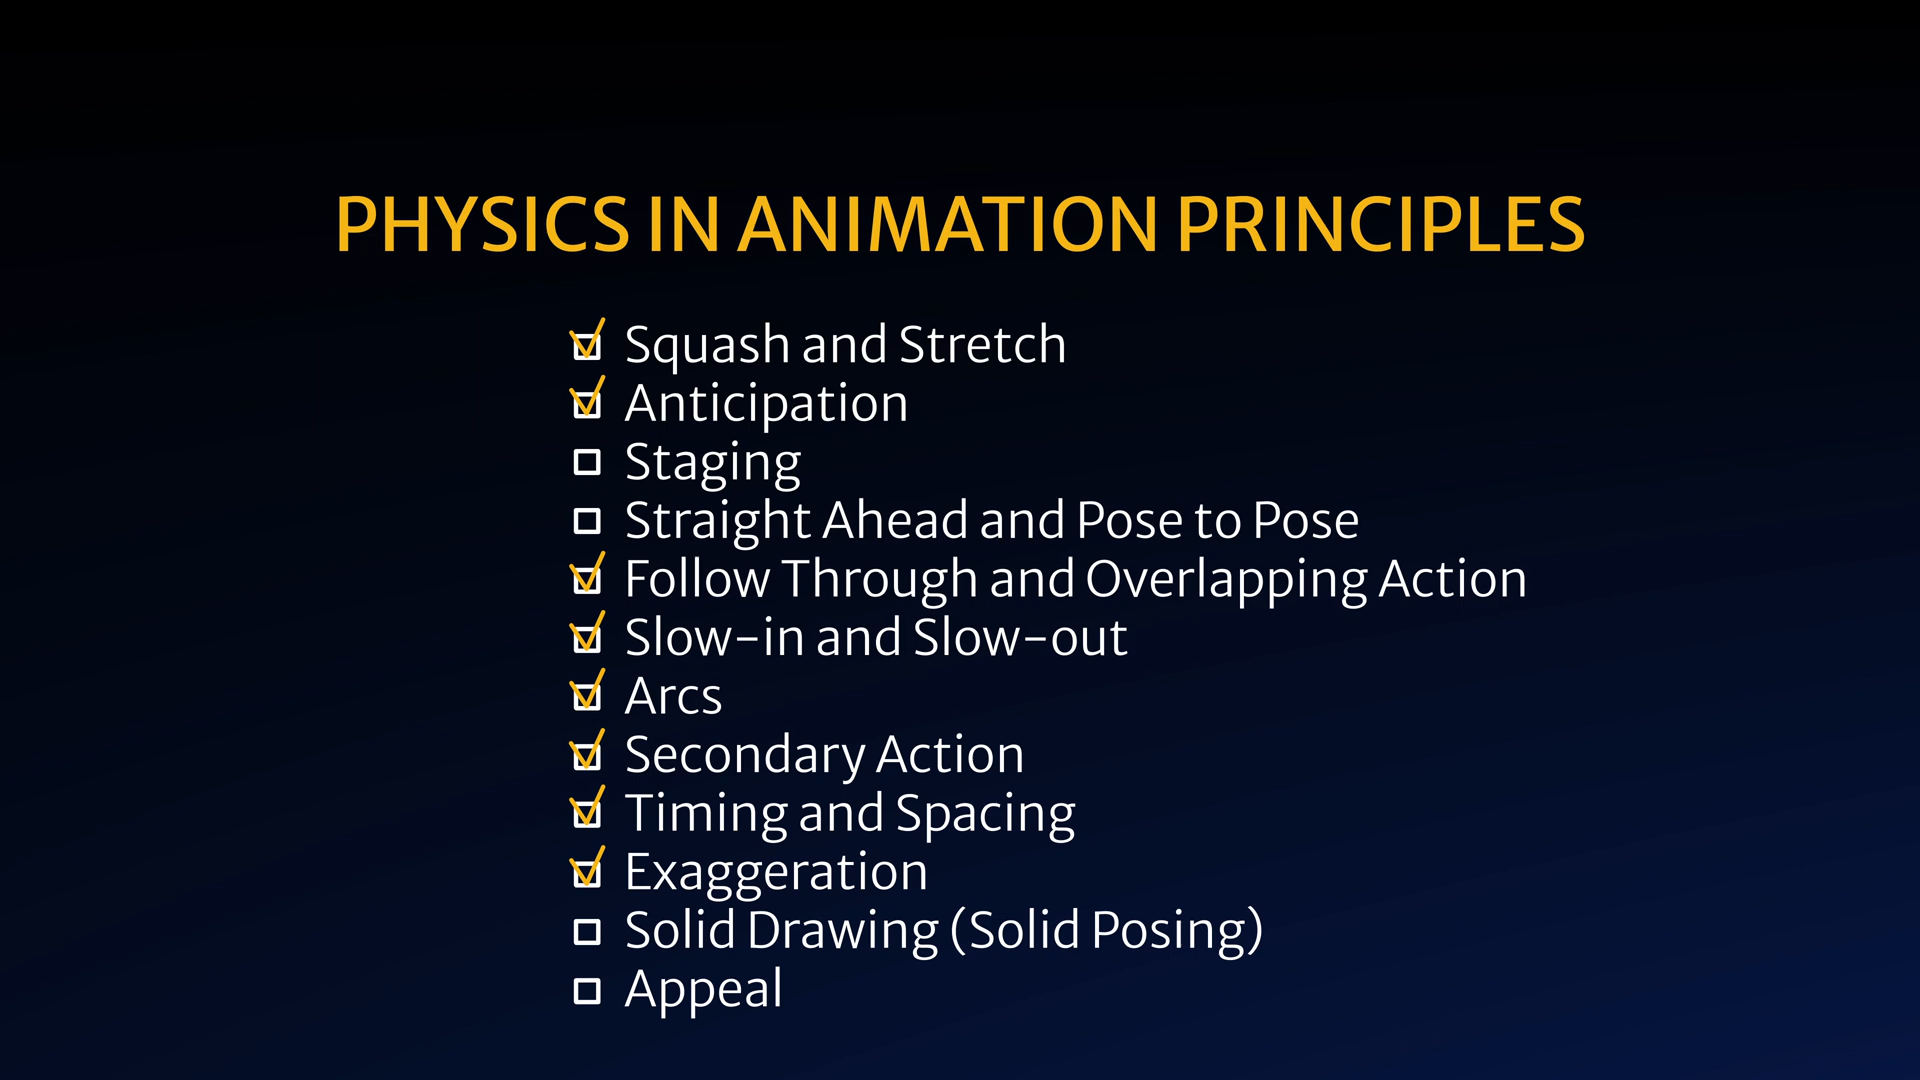 PHYSICS IN ANIMATION PRINCIPLES
Squash and Stretch
Anticipation
Staging
Straight Ahead and Pose to Pose
Follow Through and Overlapping Action
Slow-in and Slow-out
Arcs
Secondary Action
Timing and Spacing
Exaggeration
Solid Drawing (Solid Posing)
Appeal